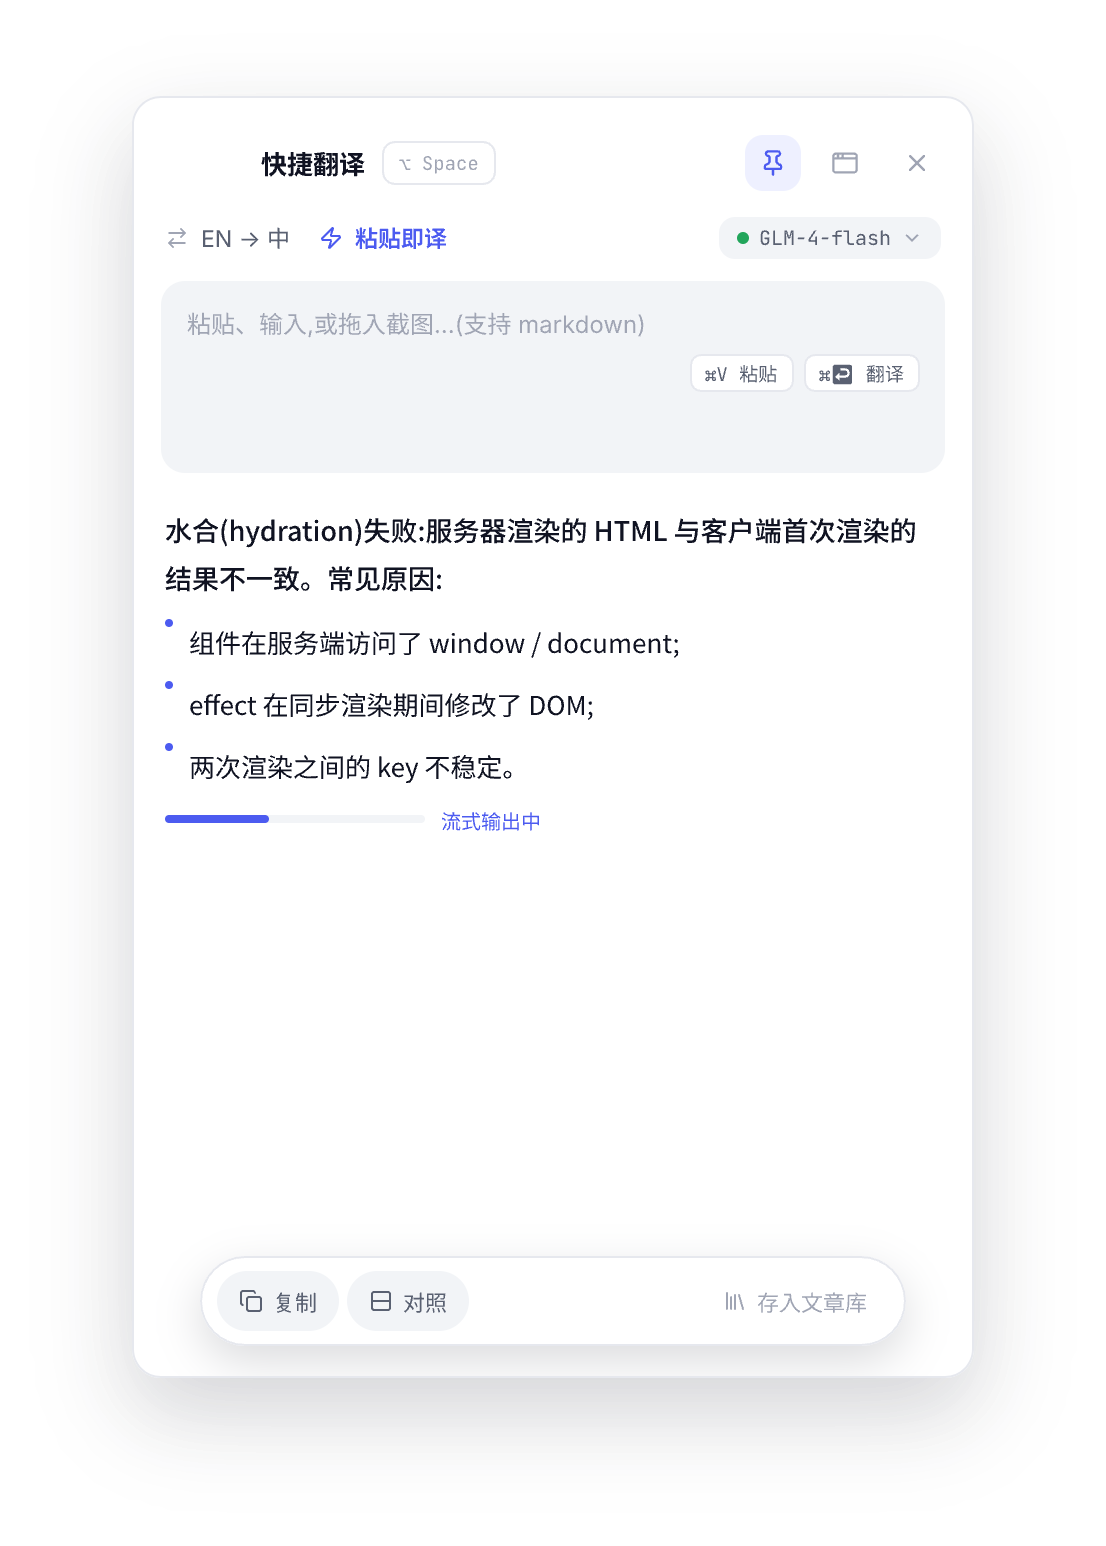 快捷翻译 ⌥ Space
EN → 中 粘贴即译 GLM-4-flash
粘贴、输入,或拖入截图...(支持 markdown)
⌘V 粘贴 ⌘↩ 翻译
水合(hydration)失败:服务器渲染的 HTML 与客户端首次渲染的
结果不一致。常见原因:
组件在服务端访问了 window / document;
effect 在同步渲染期间修改了 DOM;
两次渲染之间的 key 不稳定。
流式输出中
复制 对照 存入文章库